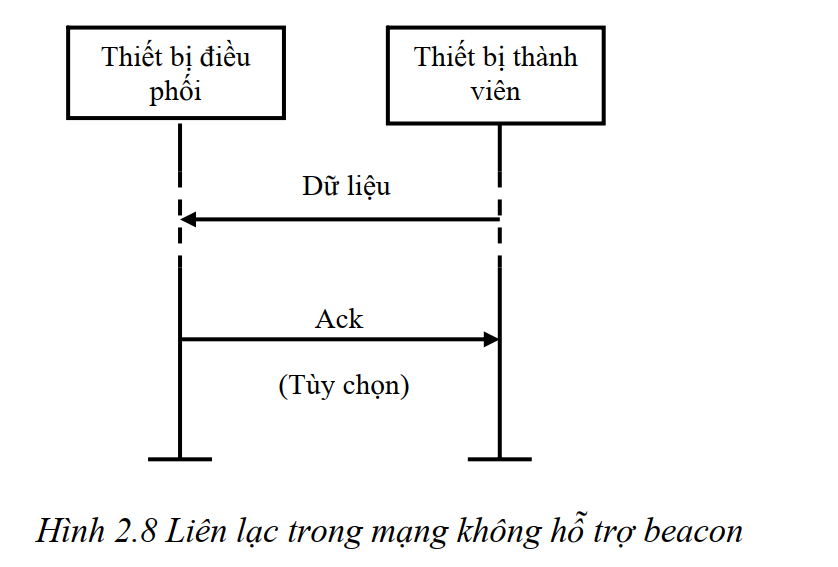 Thiết bị điều
phối
Thiết bị thành
viên
Dữ liệu
Ack
(Tùy chọn)
Hình 2.8 Liên lạc trong mạng không hỗ trợ beacon